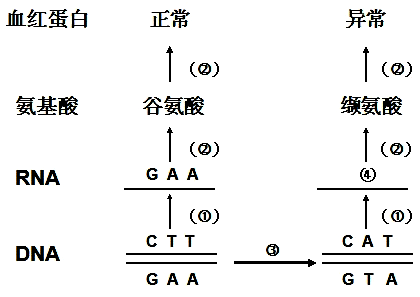 血红蛋白 正常 异常
(②) (②)
氨基酸 谷氨酸 缬氨酸
(②) (②)
RNA G A A ④
(①) (①)
DNA C T T ③ C A T
G A A G T A